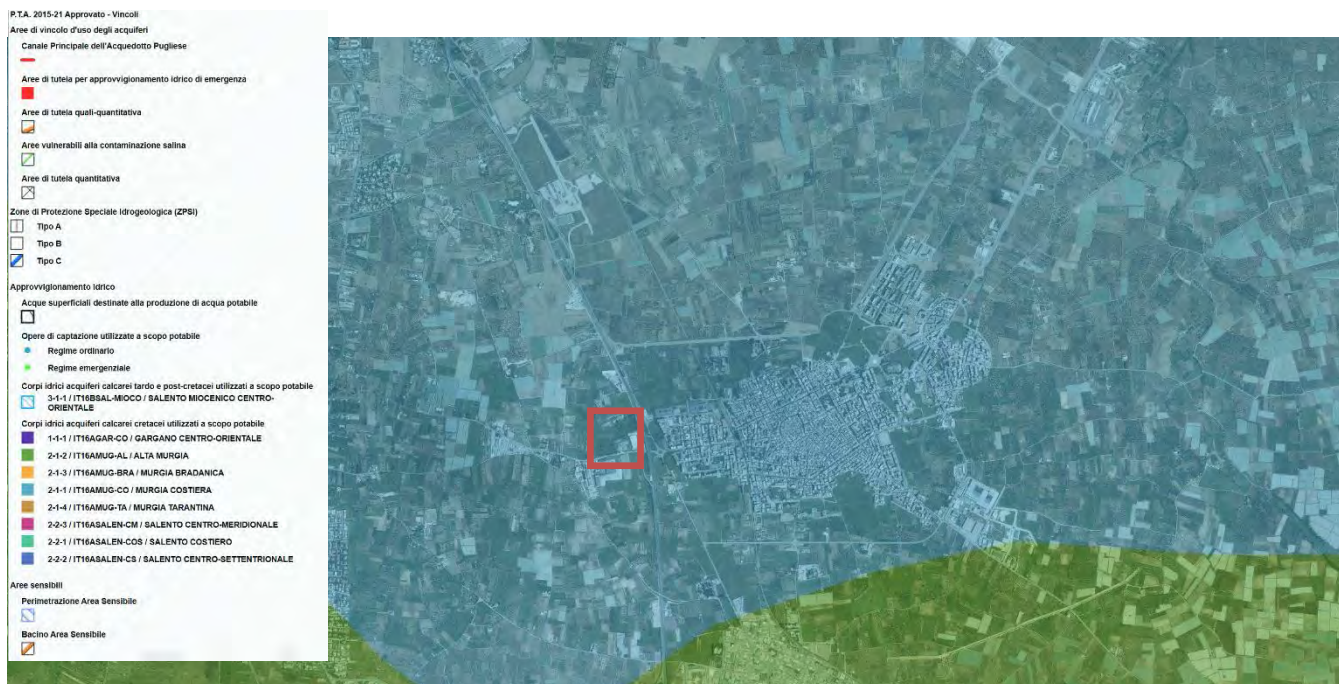 P.T.A. 2015-21 Approvato - Vincoli
Aree di vincolo d'uso degli acquiferi
Canale Principale dell'Acquedotto Pugliese
Aree di tutela per approvvigionamento idrico di emergenza
Aree di tutela quali-quantitativa
Aree vulnerabili alla contaminazione salina
Aree di tutela quantitativa
Zone di Protezione Speciale Idrogeologica (ZPSI)
Tipo A
Tipo B
Tipo C
Approvvigionamento idrico
Acque superficiali destinate alla produzione di acqua potabile
Opere di captazione utilizzate a scopo potabile
Regime ordinario
Regime emergenziale
Corpi idrici acquiferi calcarei tardo e post-cretacei utilizzati a scopo potabile
3-1-1 / IT16BSAL-MIOCO / SALENTO MIOCENICO CENTRO-
ORIENTALE
Corpi idrici acquiferi calcarei cretacei utilizzati a scopo potabile
1-1-1 / IT16AGAR-CO / GARGANO CENTRO-ORIENTALE
2-1-2 / IT16AMUG-AL / ALTA MURGIA
2-1-3 / IT16AMUG-BRA / MURGIA BRADANICA
2-1-1 / IT16AMUG-CO / MURGIA COSTIERA
2-1-4 / IT16AMUG-TA / MURGIA TARANTINA
2-2-3 / IT16ASALEN-CM / SALENTO CENTRO-MERIDIONALE
2-2-1 / IT16ASALEN-COS / SALENTO COSTIERO
2-2-2 / IT16ASALEN-CS / SALENTO CENTRO-SETTENTRIONALE
Aree sensibili
Perimetrazione Area Sensibile
Bacino Area Sensibile